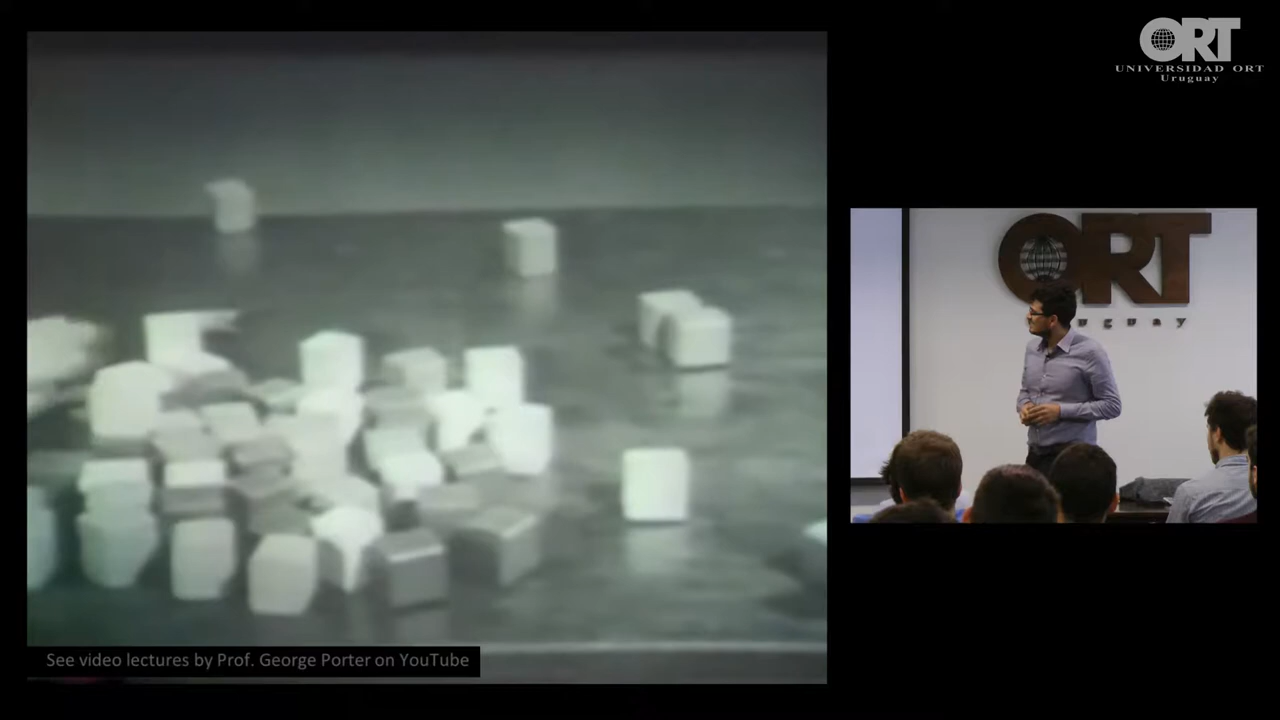 ORT
UNIVERSIDAD ORT
Uruguay
ORT
uguay
See video lectures by Prof. George Porter on YouTube